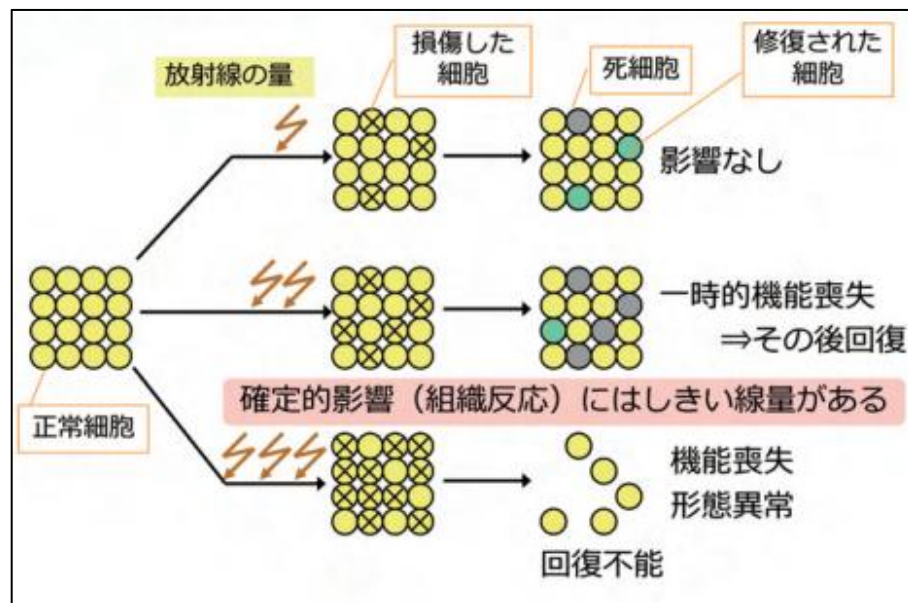 放射線の量
損傷した
細胞
死細胞
修復された
細胞
影響なし
一時的機能喪失
⇒その後回復
正常細胞
確定的影響（組織反応）にはしきい線量がある
機能喪失
形態異常
回復不能